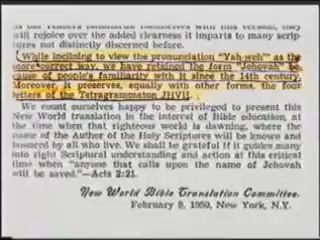 will rejoice over the added clearness it imparts to many scrip-
tures not distinctly discerned before.
While inclining to view the pronunciation "Yah·weh" as the
more correct way, we have retained the form "Jehovah" be-
cause of people's familiarity with it since the 14th century.
Moreover, it preserves, equally with other forms, the four
letters of the Tetragrammaton JHVH.
We count ourselves happy to be privileged to present this
New World translation in the interest of Bible education, at
the time when that righteous world is dawning, where the
name of the Author of the Holy Scriptures will be known and
honored by all who live. We shall be grateful if it guides many
into right Scriptural understanding and action at this critical
time when "anyone that calls upon the name of Jehovah
will be saved."—Acts 2:21.
New World Bible Translation Committee.
February 9, 1950, New York, N.Y.